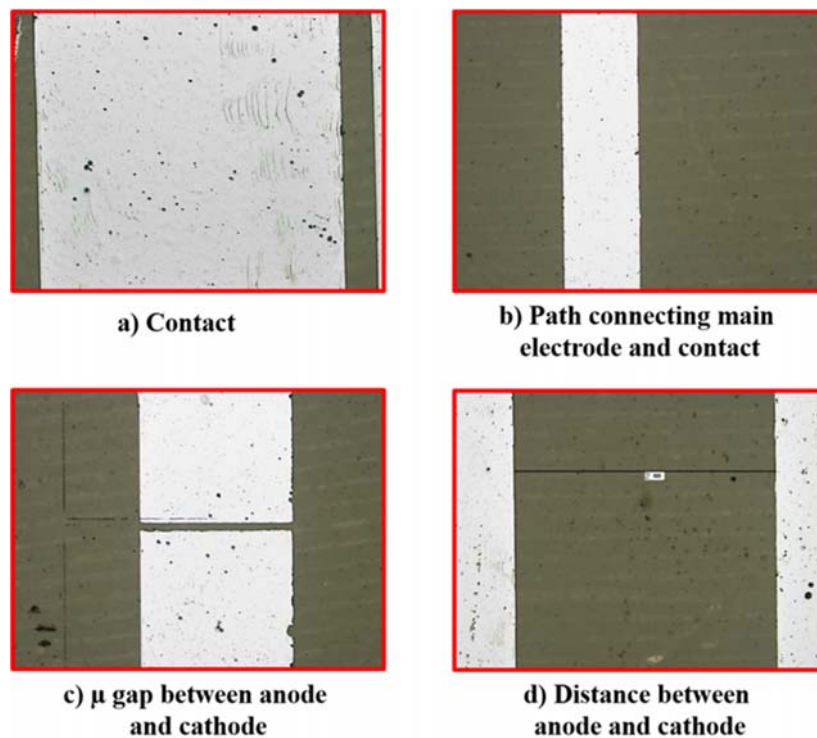 a) Contact
b) Path connecting main
electrode and contact
c) μ gap between anode
and cathode
d) Distance between
anode and cathode